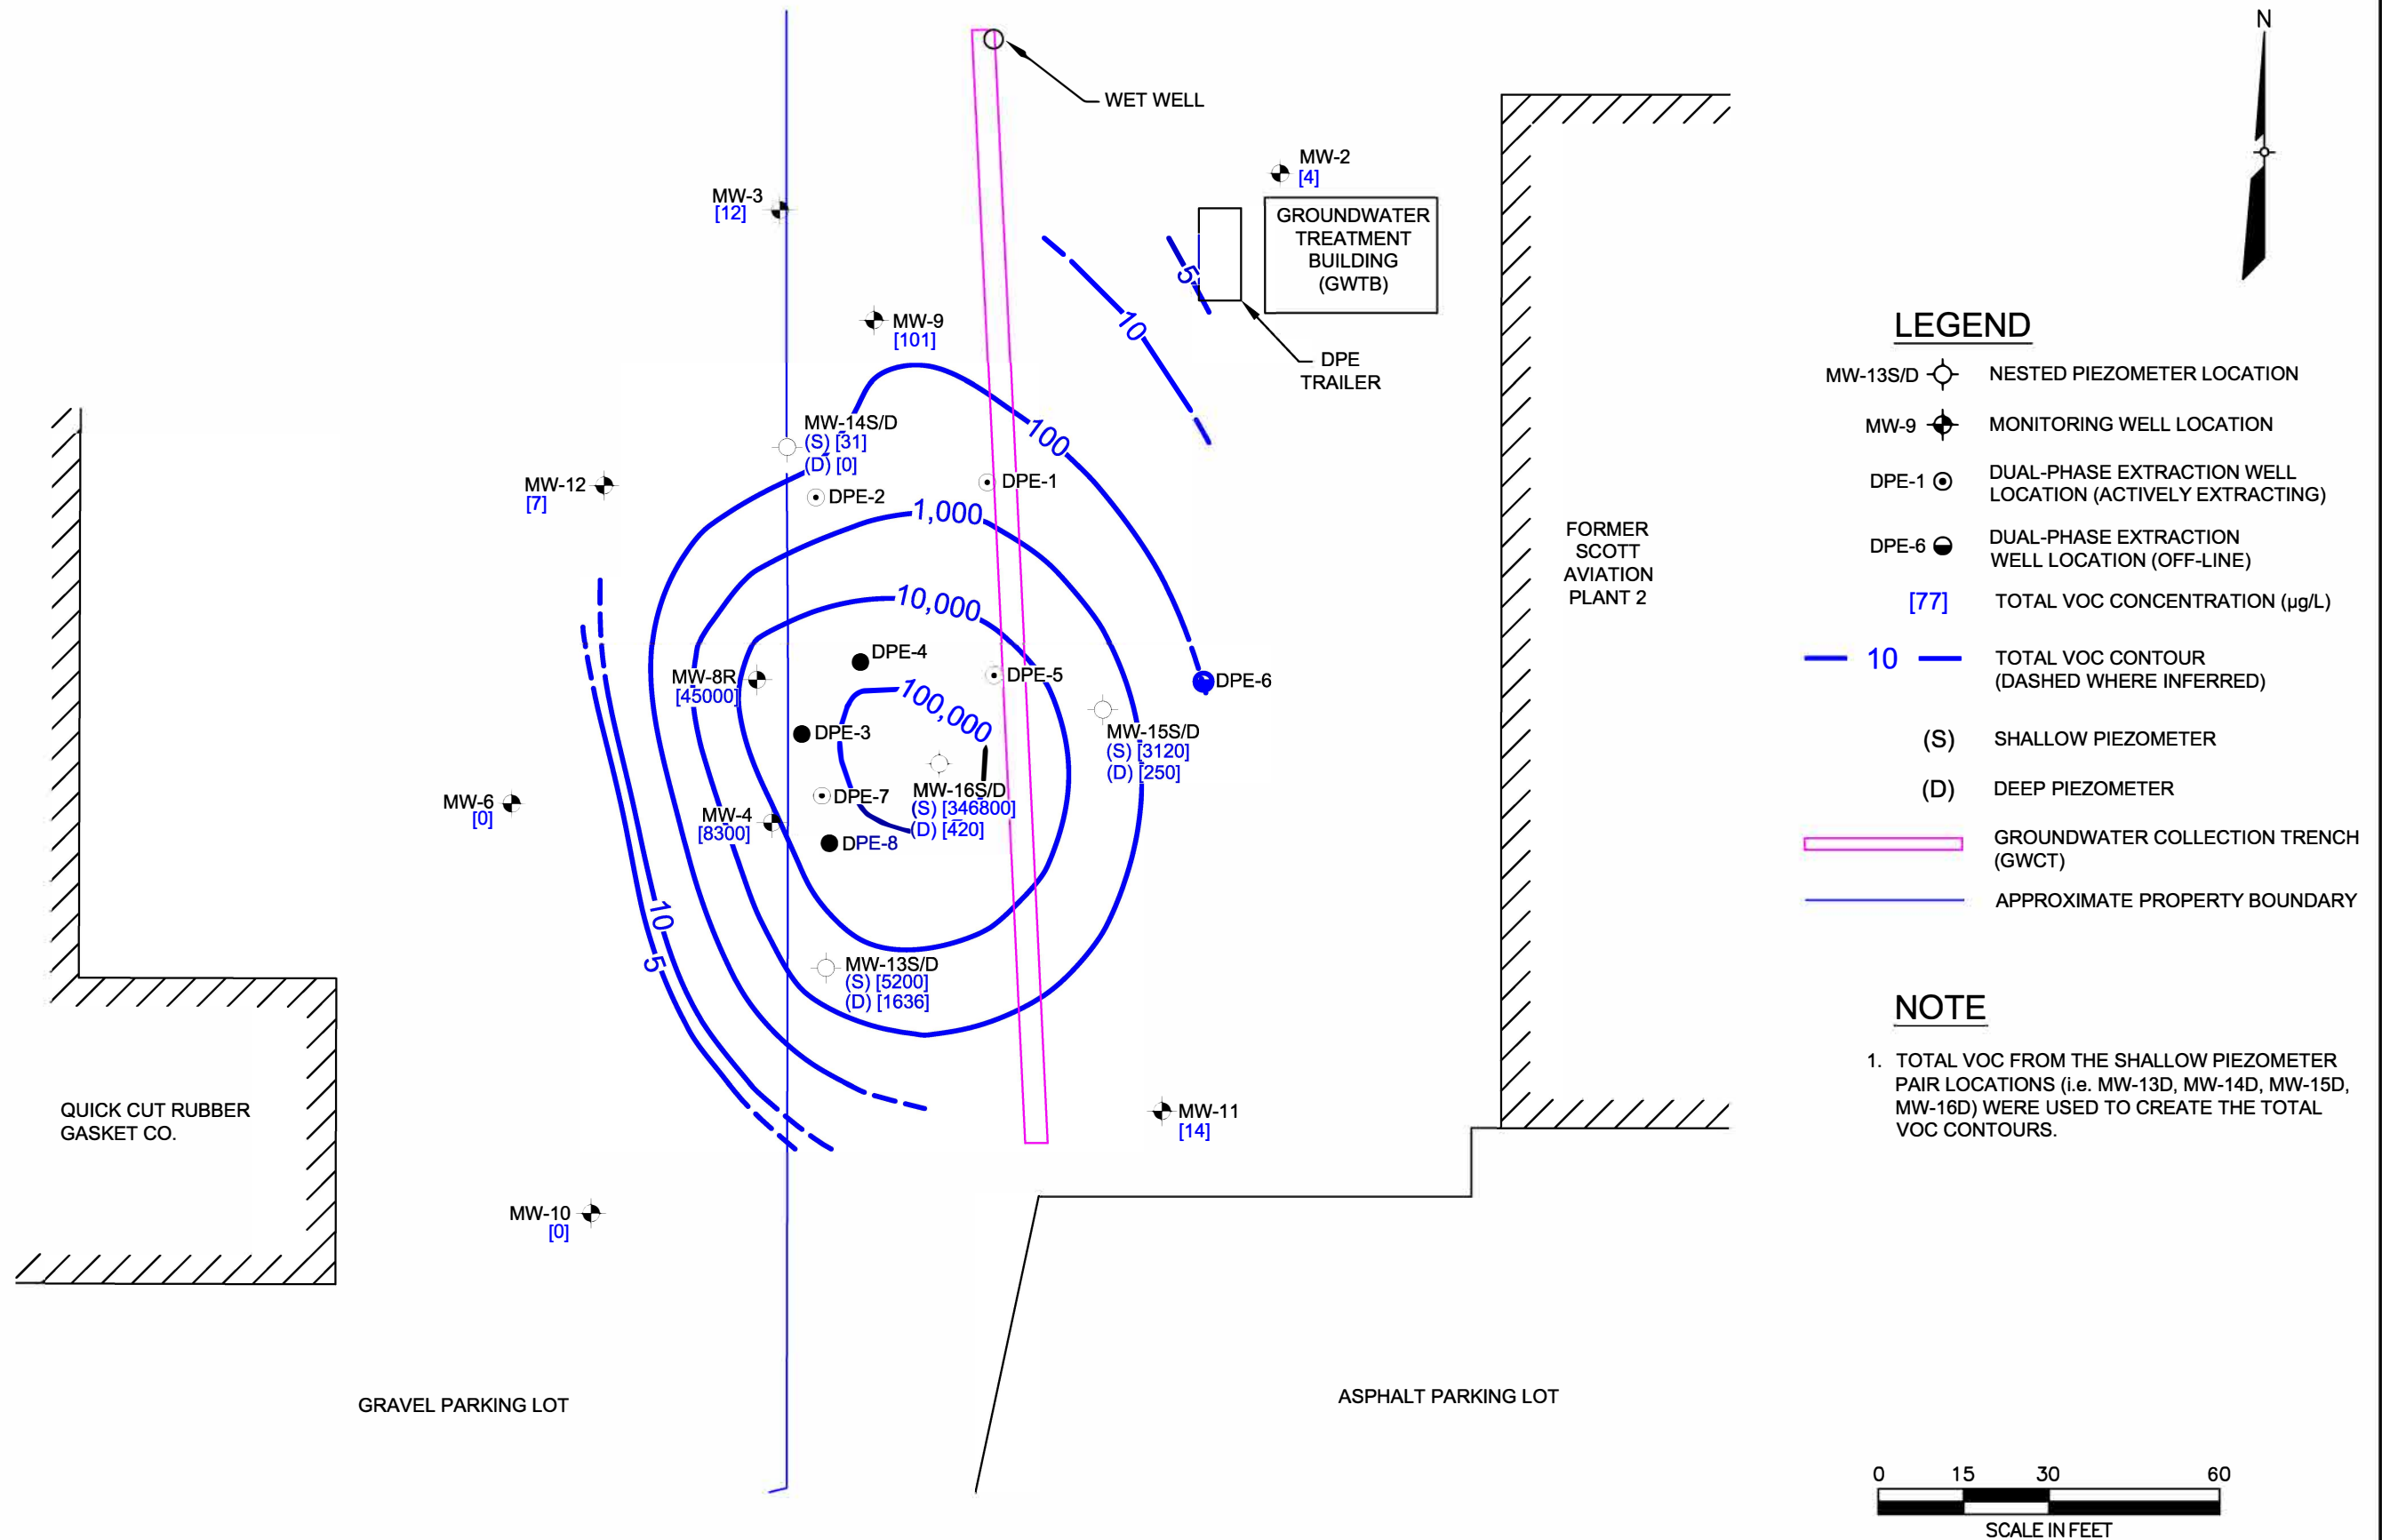 N
WET WELL
MW-2
[4]
MW-3
[12]
GROUNDWATER
TREATMENT
BUILDING
(GWTB)
5
10
DPE
TRAILER
MW-9
[101]
100
MW-14S/D
(S) [31]
(D) [0]
MW-12
[7]
DPE-2
DPE-1
1,000
FORMER
SCOTT
AVIATION
PLANT 2
10,000
DPE-4
MW-8R
[45000]
DPE-5
DPE-6
100,000
DPE-3
MW-15S/D
(S) [3120]
(D) [250]
MW-6
[0]
DPE-7
MW-16S/D
(S) [346800]
(D) [420]
MW-4
[8300]
DPE-8
10
5
MW-13S/D
(S) [5200]
(D) [1636]
QUICK CUT RUBBER
GASKET CO.
MW-11
[14]
MW-10
[0]
GRAVEL PARKING LOT
ASPHALT PARKING LOT
LEGEND
MW-13S/D NESTED PIEZOMETER LOCATION
MW-9 MONITORING WELL LOCATION
DPE-1 DUAL-PHASE EXTRACTION WELL
LOCATION (ACTIVELY EXTRACTING)
DPE-6 DUAL-PHASE EXTRACTION
WELL LOCATION (OFF-LINE)
[77] TOTAL VOC CONCENTRATION (µg/L)
10 TOTAL VOC CONTOUR
(DASHED WHERE INFERRED)
(S) SHALLOW PIEZOMETER
(D) DEEP PIEZOMETER
GROUNDWATER COLLECTION TRENCH
(GWCT)
APPROXIMATE PROPERTY BOUNDARY
NOTE
1. TOTAL VOC FROM THE SHALLOW PIEZOMETER
PAIR LOCATIONS (i.e. MW-13D, MW-14D, MW-15D,
MW-16D) WERE USED TO CREATE THE TOTAL
VOC CONTOURS.
0 15 30 60
SCALE IN FEET